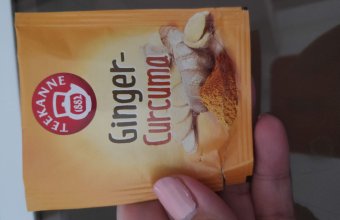 TEEKANNE
1882
Ginger-
Curcuma